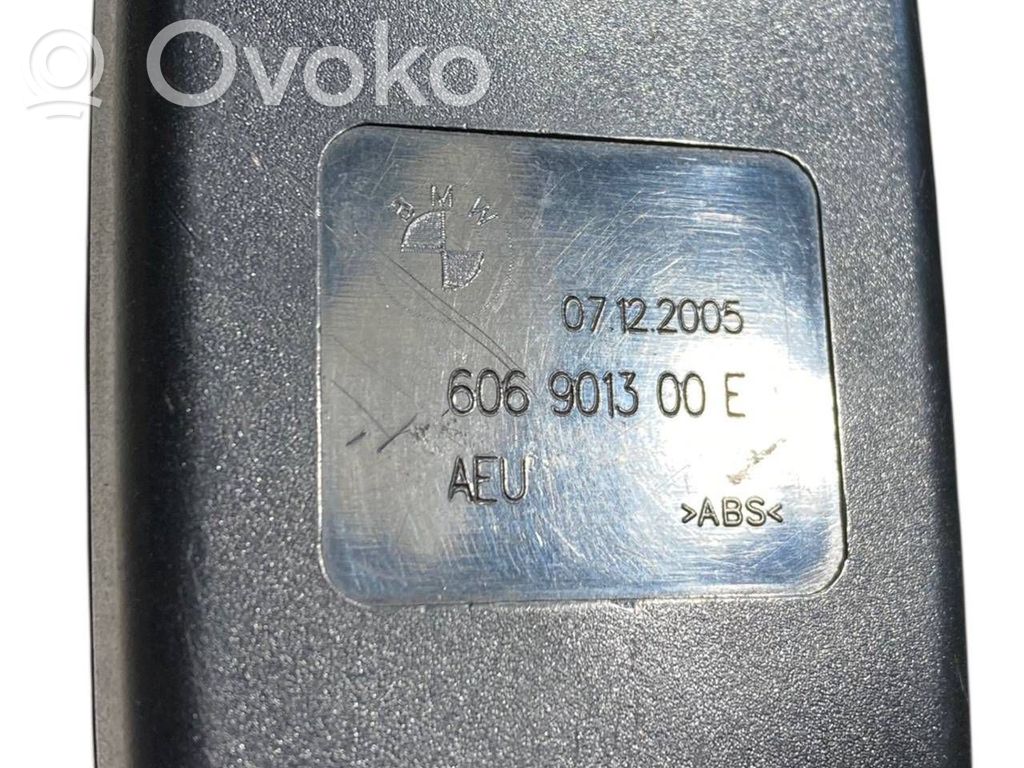 Ovoko
BMW
07.12.2005
606 9013 00 E
AEU
>ABS<